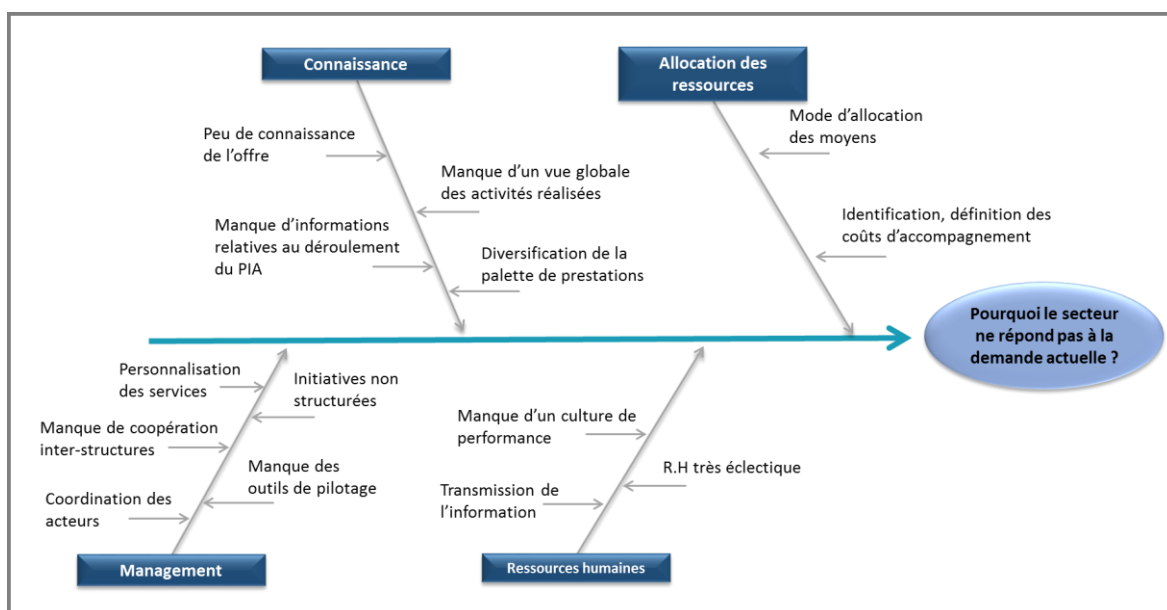 Connaissance
Allocation des
ressources
Peu de connaissance
de l’offre
Manque d’un vue globale
des activités réalisées
Manque d’informations
relatives au déroulement
du PIA
Diversification de la
palette de prestations
Mode d’allocation
des moyens
Identification, définition des
coûts d’accompagnement
Pourquoi le secteur
ne répond pas à la
demande actuelle ?
Personnalisation
des services
Initiatives non
structurées
Manque de coopération
inter-structures
Manque des
outils de pilotage
Coordination des
acteurs
Manque d’un culture de
performance
R.H très éclectique
Transmission de
l’information
Management
Ressources humaines